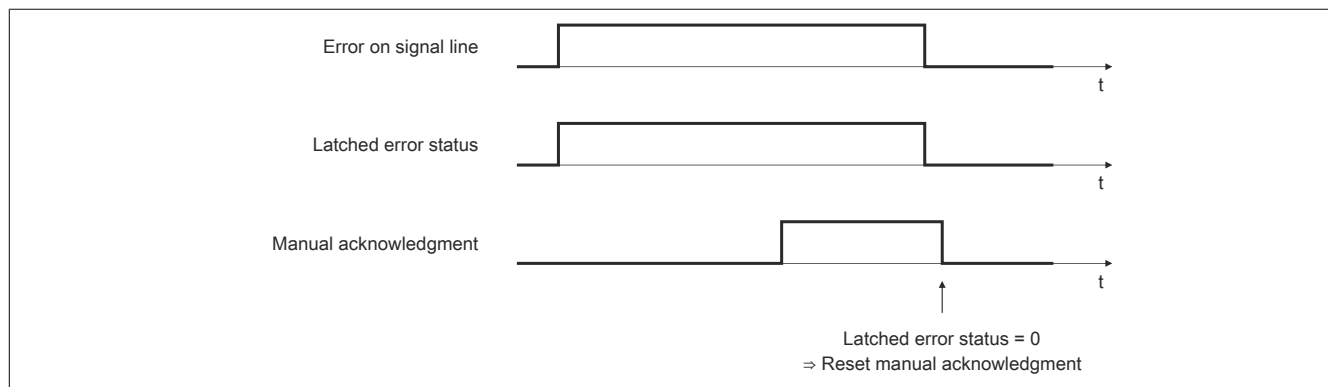 Error on signal line
t
Latched error status
t
Manual acknowledgment
t
Latched error status = 0
⇒ Reset manual acknowledgment